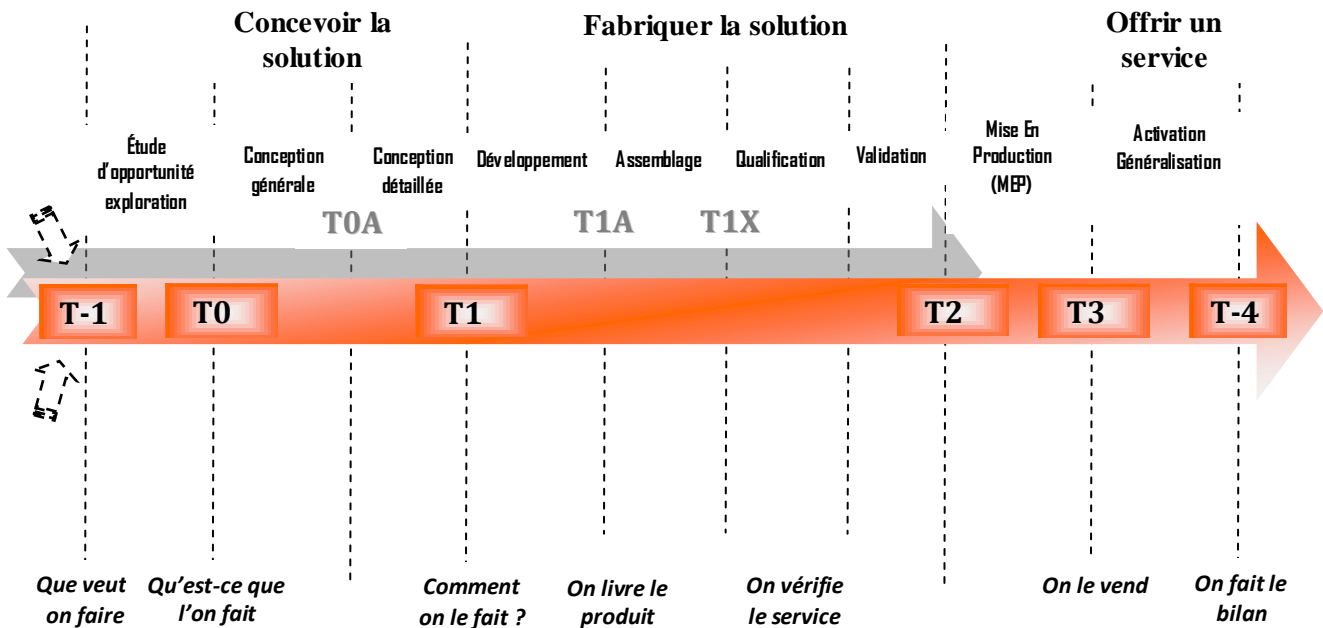 Concevoir la
solution
Fabriquer la solution
Offrir un
service
Étude
d'opportunité
exploration
Conception
générale
Conception
détaillée
Développement
Assemblage
Qualification
Validation
Mise En
Production
(MEP)
Activation
Généralisation
T0A
T1A
T1X
T-1
T0
T1
T2
T3
T-4
Que veut
on faire
Qu'est-ce que
l'on fait
Comment
on le fait ?
On livre le
produit
On vérifie
le service
On le vend
On fait le
bilan